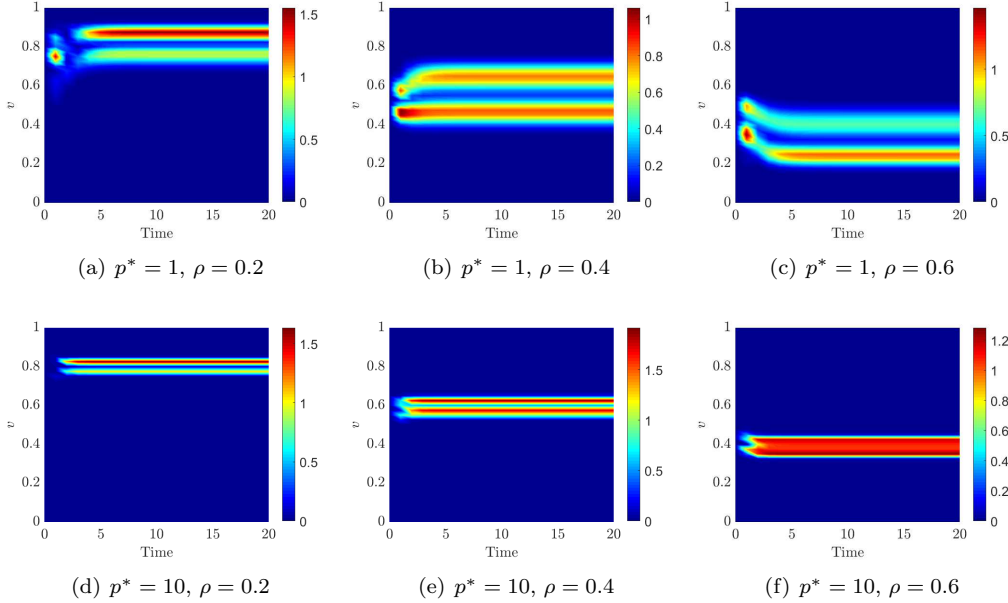 1
0.8
0.6
0.4
0.2
0
v
0 5 10 15 20
Time
1.5
1
0.5
0
(a) p* = 1, ρ = 0.2
1
0.8
0.6
0.4
0.2
0
v
0 5 10 15 20
Time
1
0.8
0.6
0.4
0.2
0
(b) p* = 1, ρ = 0.4
1
0.8
0.6
0.4
0.2
0
v
0 5 10 15 20
Time
1
0.5
0
(c) p* = 1, ρ = 0.6
1
0.8
0.6
0.4
0.2
0
v
0 5 10 15 20
Time
1.5
1
0.5
0
(d) p* = 10, ρ = 0.2
1
0.8
0.6
0.4
0.2
0
v
0 5 10 15 20
Time
1.5
1
0.5
0
(e) p* = 10, ρ = 0.4
1
0.8
0.6
0.4
0.2
0
v
0 5 10 15 20
Time
1.2
1
0.8
0.6
0.4
0.2
0
(f) p* = 10, ρ = 0.6